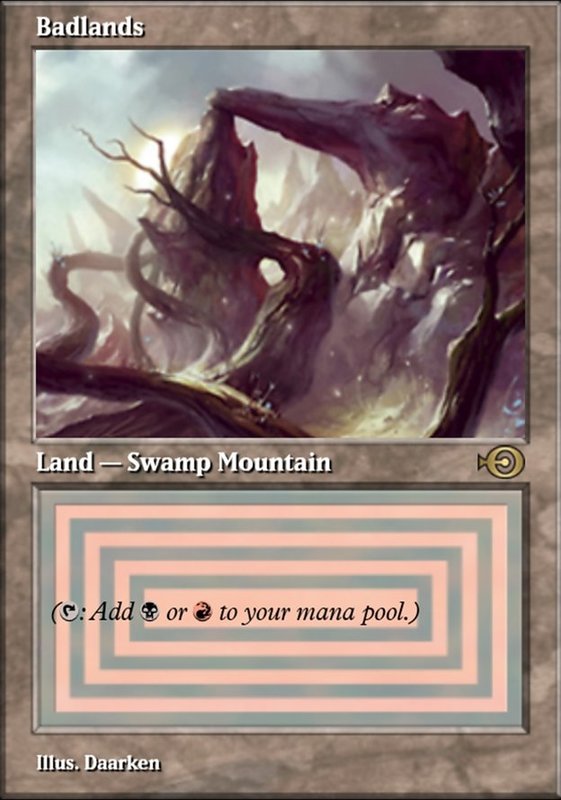 Badlands
Land — Swamp Mountain
(: Add or to your mana pool.)
Illus. Daarken